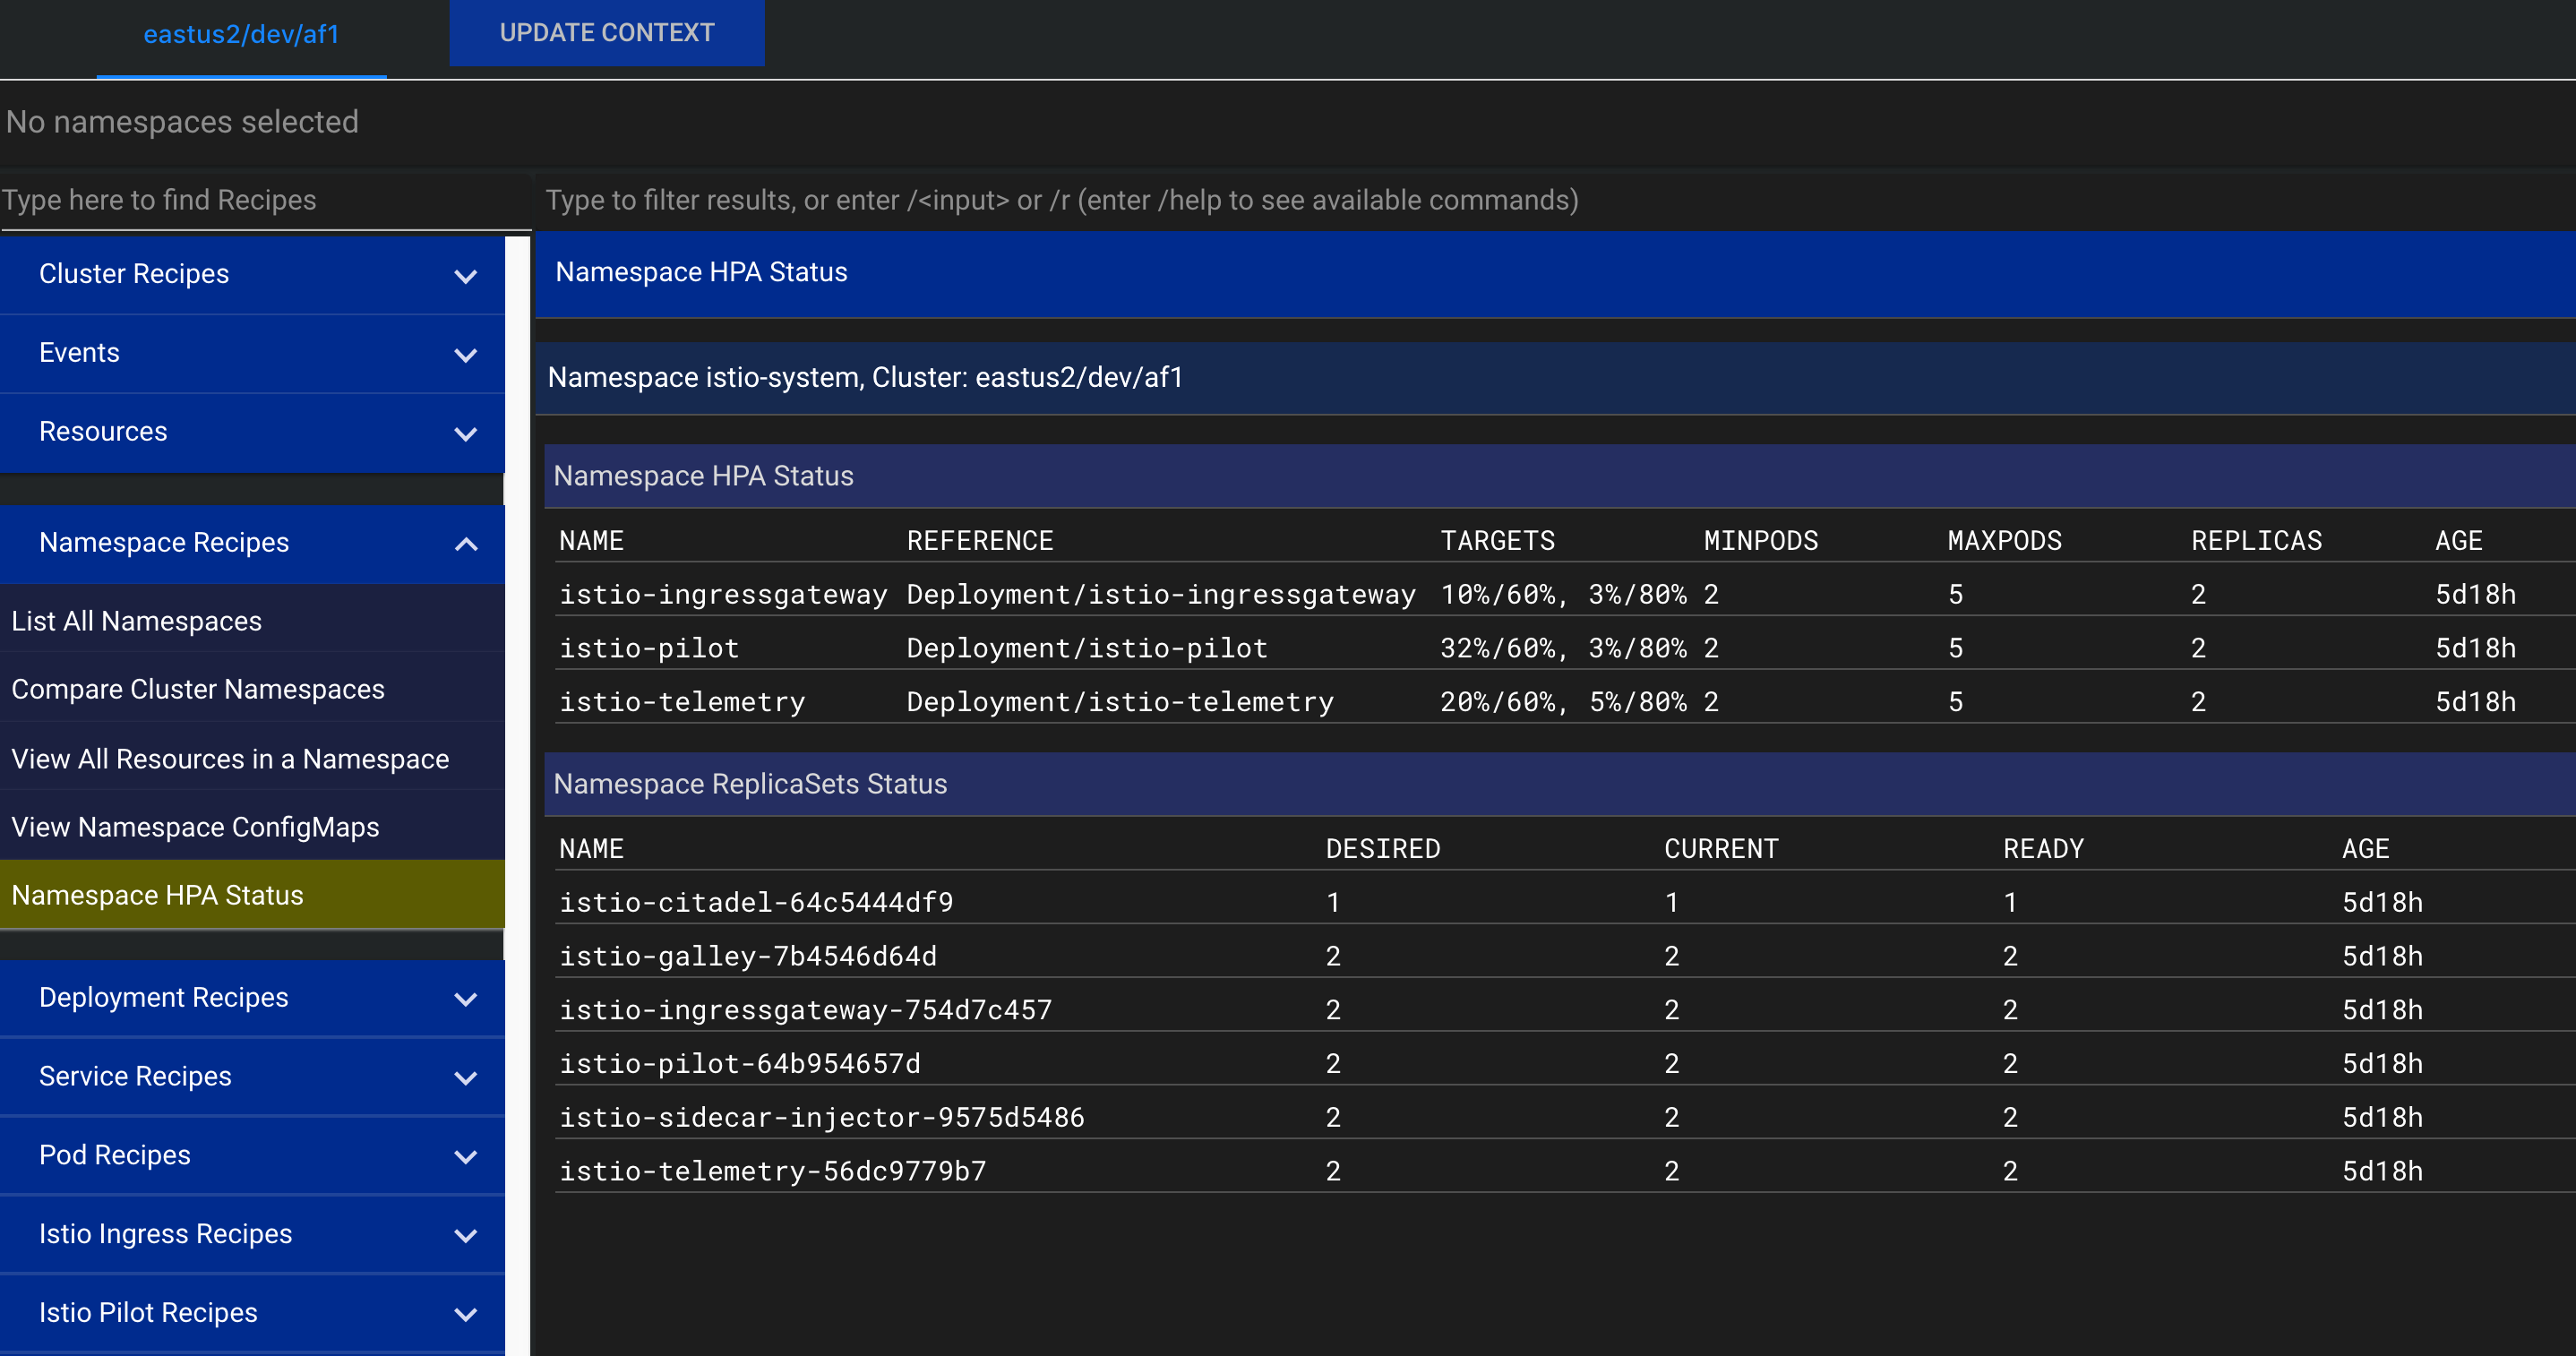 eastus2/dev/af1
UPDATE CONTEXT
No namespaces selected
Type here to find Recipes
Type to filter results, or enter /<input> or /r (enter /help to see available commands)
Cluster Recipes
Events
Resources
Namespace Recipes
List All Namespaces
Compare Cluster Namespaces
View All Resources in a Namespace
View Namespace ConfigMaps
Namespace HPA Status
Deployment Recipes
Service Recipes
Pod Recipes
Istio Ingress Recipes
Istio Pilot Recipes
Namespace HPA Status
Namespace istio-system, Cluster: eastus2/dev/af1
Namespace HPA Status
NAME REFERENCE TARGETS MINPODS MAXPODS REPLICAS AGE
istio-ingressgateway Deployment/istio-ingressgateway 10%/60%, 3%/80% 2 5 2 5d18h
istio-pilot Deployment/istio-pilot 32%/60%, 3%/80% 2 5 2 5d18h
istio-telemetry Deployment/istio-telemetry 20%/60%, 5%/80% 2 5 2 5d18h
Namespace ReplicaSets Status
NAME DESIRED CURRENT READY AGE
istio-citadel-64c5444df9 1 1 1 5d18h
istio-galley-7b4546d64d 2 2 2 5d18h
istio-ingressgateway-754d7c457 2 2 2 5d18h
istio-pilot-64b954657d 2 2 2 5d18h
istio-sidecar-injector-9575d5486 2 2 2 5d18h
istio-telemetry-56dc9779b7 2 2 2 5d18h